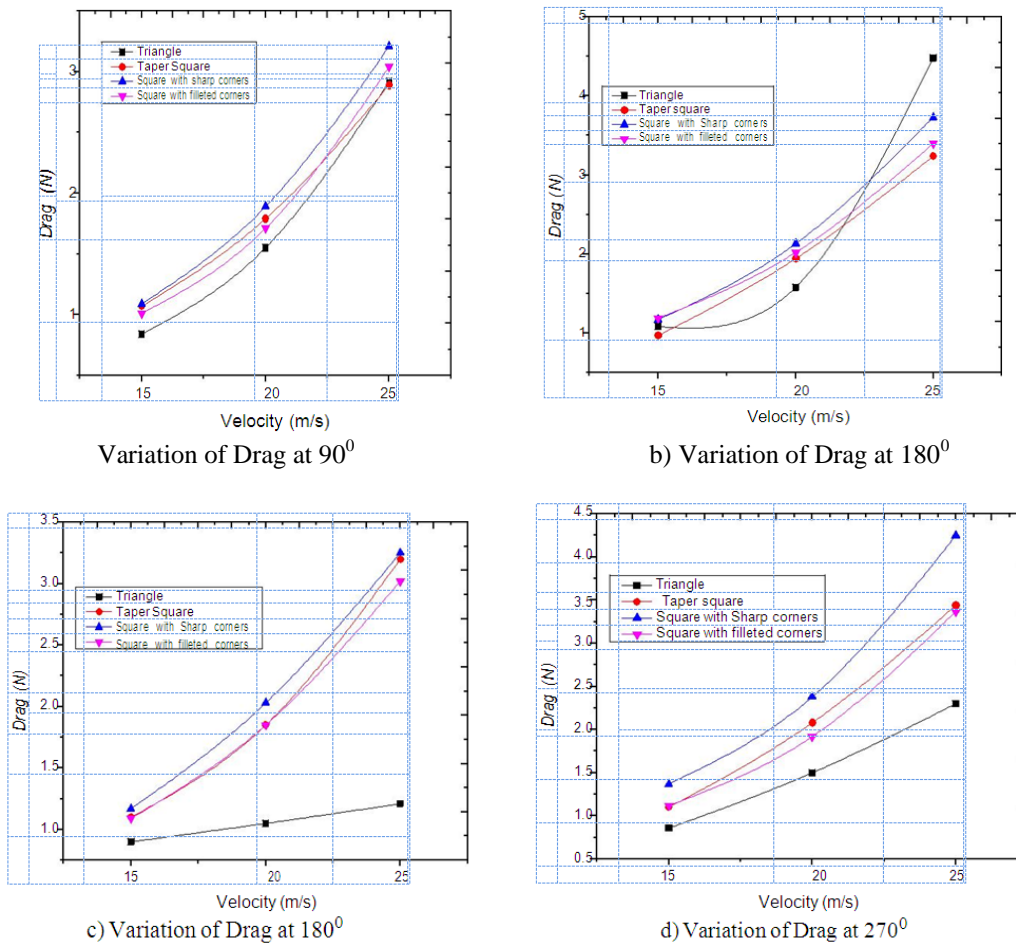 3
2
1
Drag (N)
Triangle
Taper Square
Square with sharp corners
Square with filleted corners
15 20 25
Velocity (m/s)
Variation of Drag at 90⁰
5
4
3
2
1
Drag (N)
Triangle
Taper square
Square with Sharp corners
Square with filleted corners
15 20 25
Velocity (m/s)
b) Variation of Drag at 180⁰
3.5
3.0
2.5
2.0
1.5
1.0
Drag (N)
Triangle
Taper Square
Square with Sharp corners
Square with filleted corners
15 20 25
Velocity (m/s)
c) Variation of Drag at 180⁰
4.5
4.0
3.5
3.0
2.5
2.0
1.5
1.0
0.5
Drag (N)
Triangle
Taper square
Square with Sharp corners
Square with filleted corners
15 20 25
Velocity (m/s)
d) Variation of Drag at 270⁰